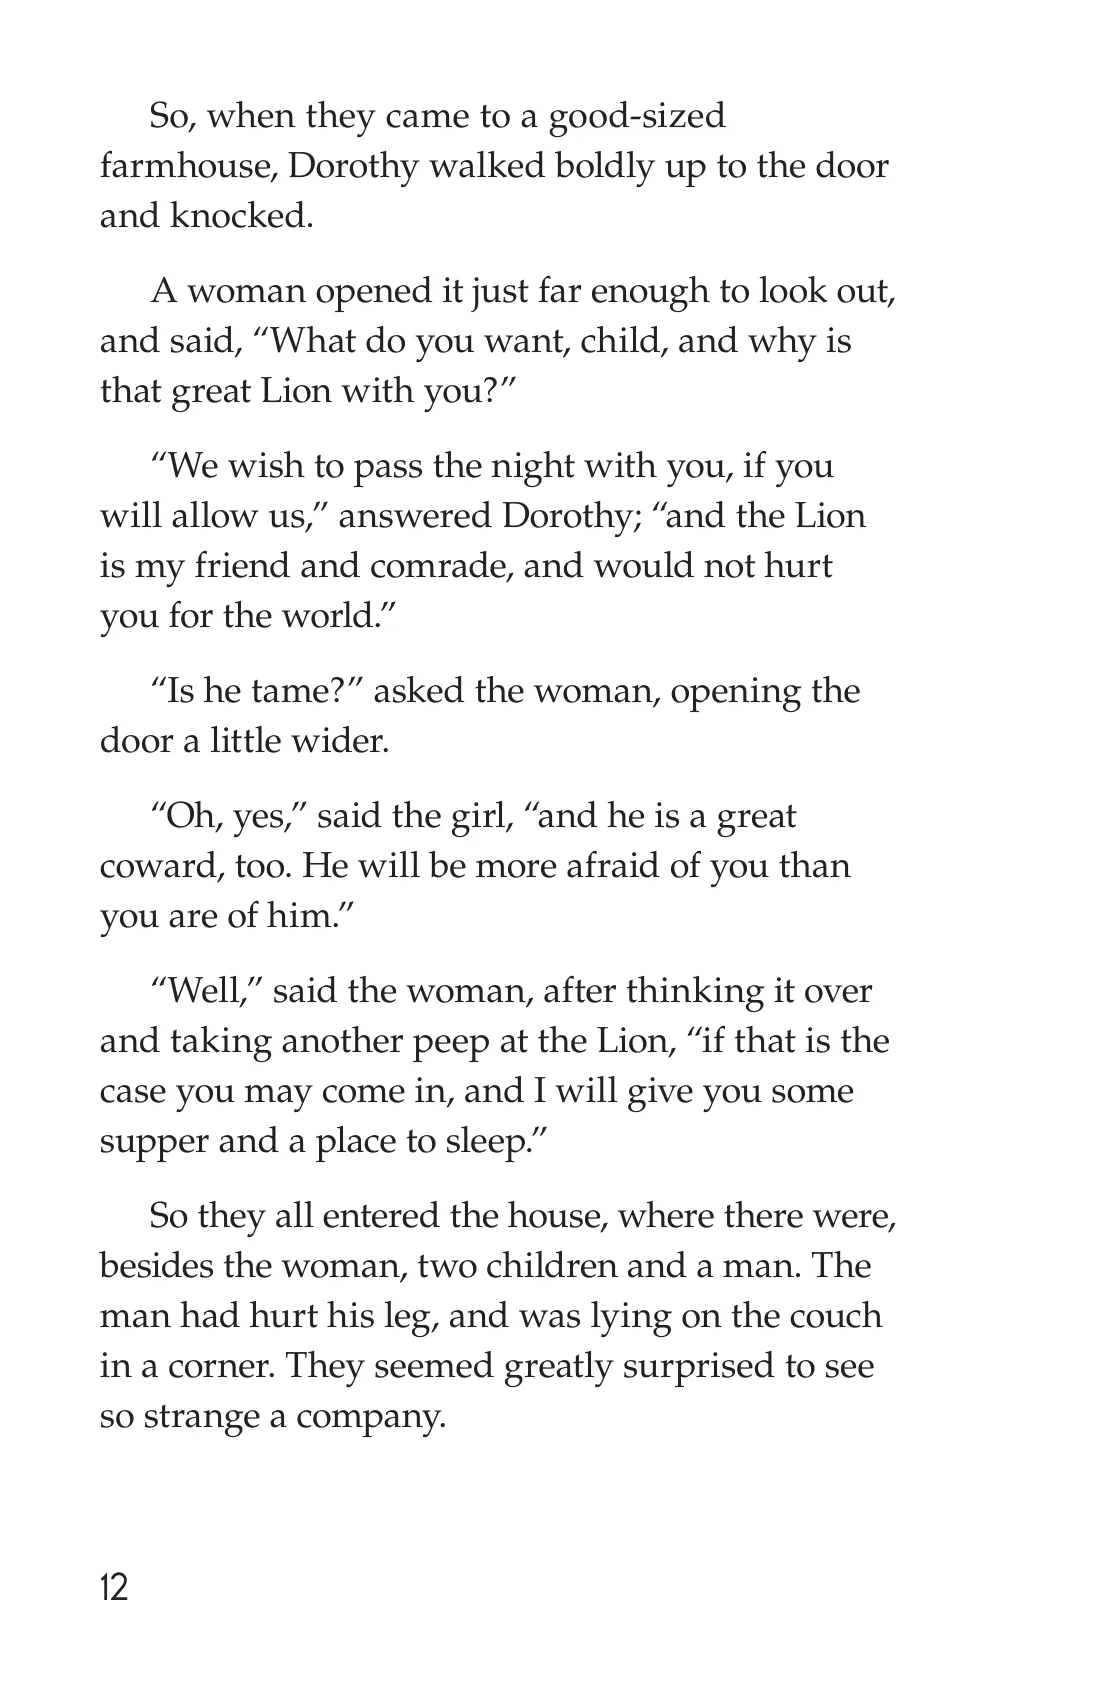 So, when they came to a good-sized
farmhouse, Dorothy walked boldly up to the door
and knocked.
A woman opened it just far enough to look out,
and said, “What do you want, child, and why is
that great Lion with you?”
“We wish to pass the night with you, if you
will allow us,” answered Dorothy; “and the Lion
is my friend and comrade, and would not hurt
you for the world.”
“Is he tame?” asked the woman, opening the
door a little wider.
“Oh, yes,” said the girl, “and he is a great
coward, too. He will be more afraid of you than
you are of him.”
“Well,” said the woman, after thinking it over
and taking another peep at the Lion, “if that is the
case you may come in, and I will give you some
supper and a place to sleep.”
So they all entered the house, where there were,
besides the woman, two children and a man. The
man had hurt his leg, and was lying on the couch
in a corner. They seemed greatly surprised to see
so strange a company.
12